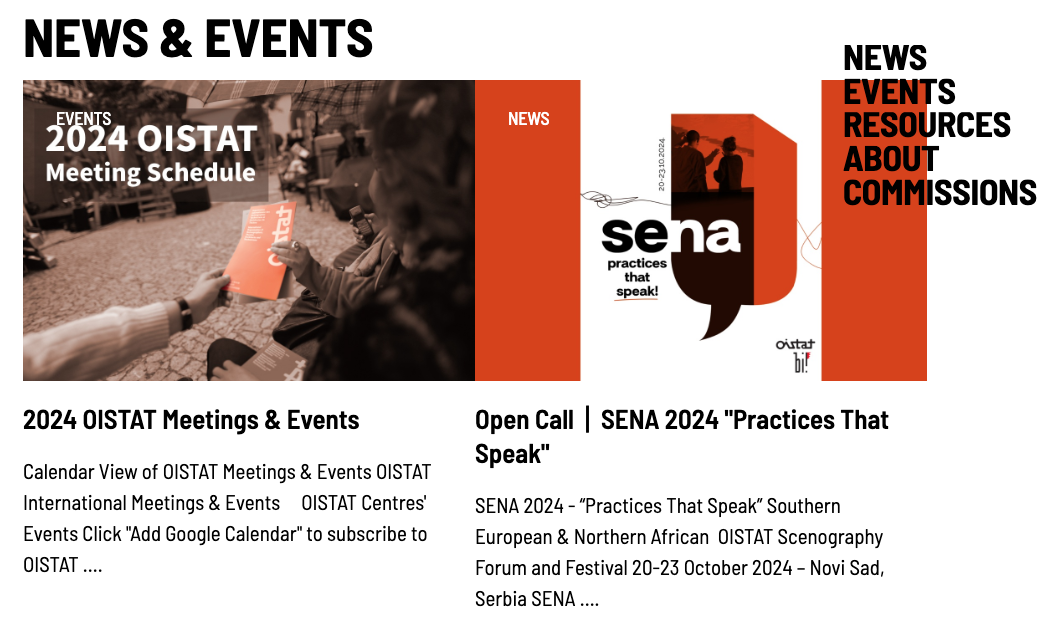 NEWS & EVENTS
NEWS
EVENTS
RESOURCES
ABOUT
COMMISSIONS
EVENTS
2024 OISTAT
Meeting Schedule
oistat
NEWS
20-23.10.2024
sena
practices
that
speak!
oistat
bi!
2024 OISTAT Meetings & Events
Calendar View of OISTAT Meetings & Events OISTAT
International Meetings & Events OISTAT Centres'
Events Click "Add Google Calendar" to subscribe to
OISTAT ....
Open Call | SENA 2024 "Practices That
Speak"
SENA 2024 - “Practices That Speak” Southern
European & Northern African OISTAT Scenography
Forum and Festival 20-23 October 2024 – Novi Sad,
Serbia SENA ....